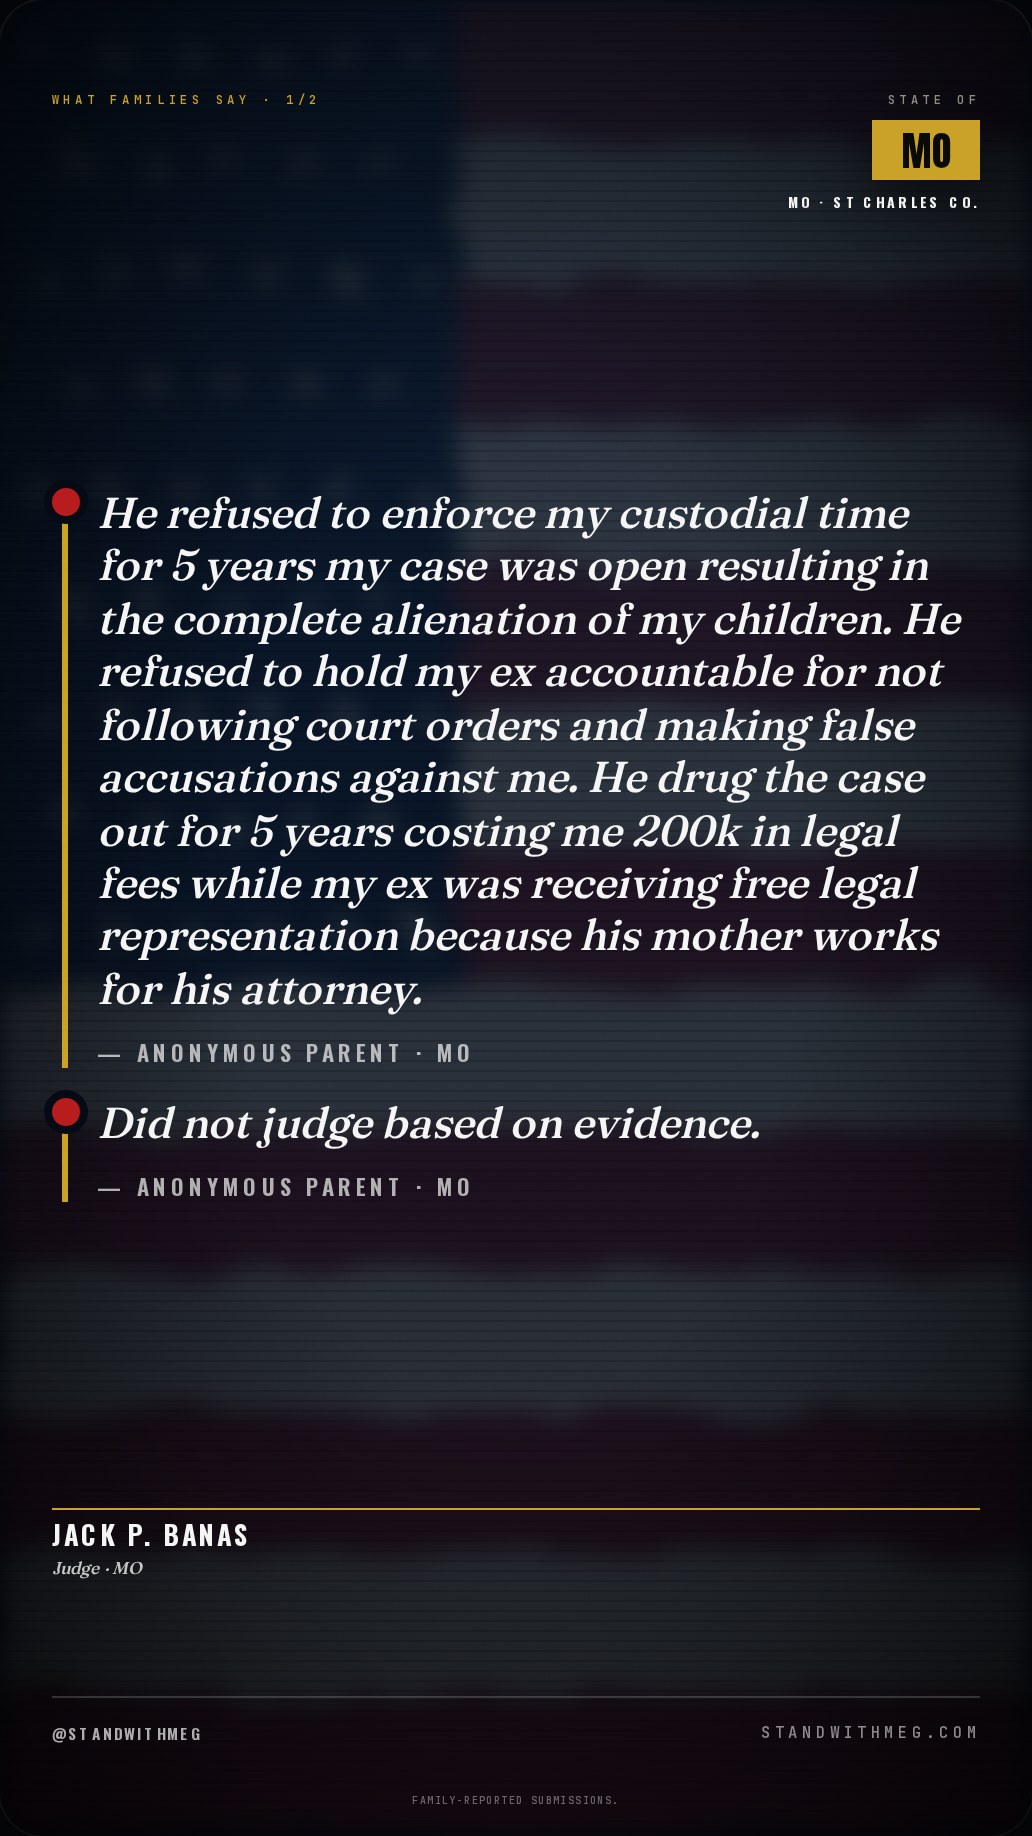 WHAT FAMILIES SAY · 1/2
STATE OF
MO
MO · ST CHARLES CO.
He refused to enforce my custodial time
for 5 years my case was open resulting in
the complete alienation of my children. He
refused to hold my ex accountable for not
following court orders and making false
accusations against me. He drug the case
out for 5 years costing me 200k in legal
fees while my ex was receiving free legal
representation because his mother works
for his attorney.
— ANONYMOUS PARENT · MO
Did not judge based on evidence.
— ANONYMOUS PARENT · MO
JACK P. BANAS
Judge · MO
@STANDWITHMEG
STANDWITHMEG.COM
FAMILY-REPORTED SUBMISSIONS.